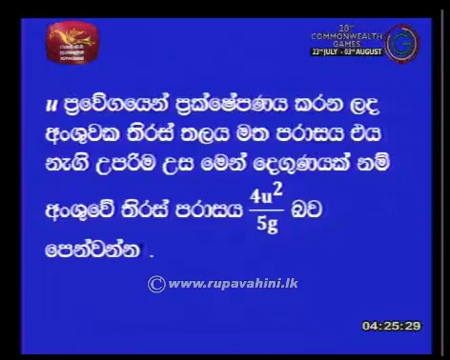 20th
COMMONWEALTH
GAMES
23rd JULY - 03rd AUGUST
RUPAVAHINI
u ප්‍රවේගයෙන් ප්‍රක්ෂේපණය කරන ලද
අංශුවක තිරස් තලය මත පරාසය එය
නැගි උපරිම උස මෙන් දෙගුණයක් නම්
අංශුවේ තිරස් පරාසය 4u²/5g බව
පෙන්වන්න .
© www.rupavahini.lk
04:25:29